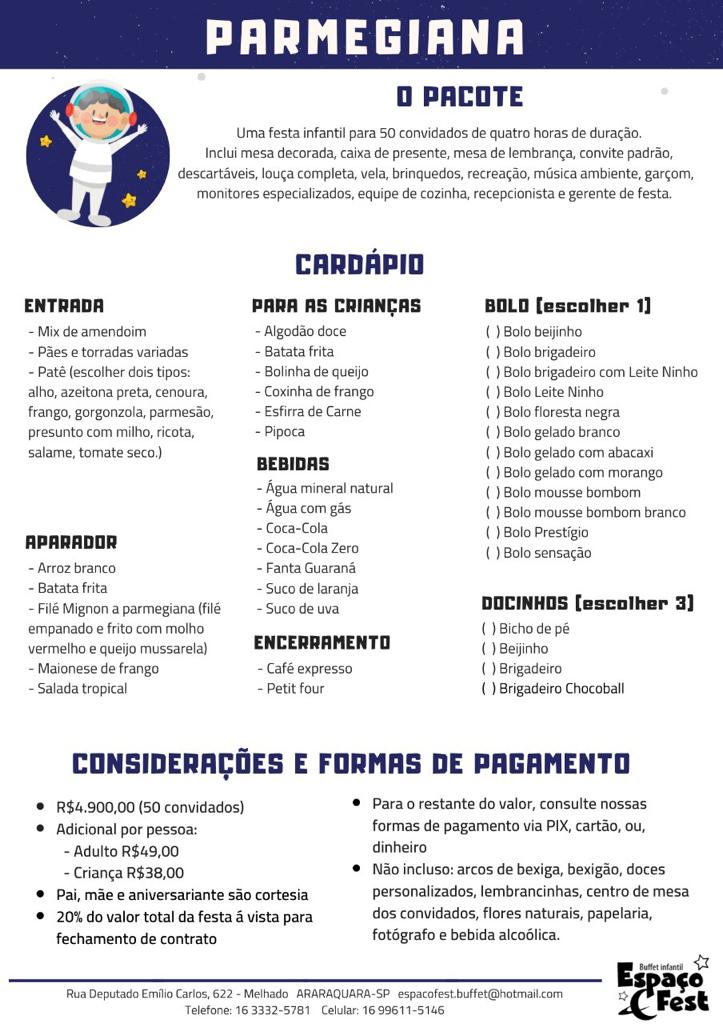 PARMEGIANA
O PACOTE
Uma festa infantil para 50 convidados de quatro horas de duração.
Inclui mesa decorada, caixa de presente, mesa de lembrança, convite padrão,
descartáveis, louça completa, vela, brinquedos, recreação, música ambiente, garçom,
monitores especializados, equipe de cozinha, recepcionista e gerente de festa.
CARDÁPIO
ENTRADA
- Mix de amendoim
- Pães e torradas variadas
- Patê (escolher dois tipos:
alho, azeitona preta, cenoura,
frango, gorgonzola, parmesão,
presunto com milho, ricota,
salame, tomate seco.)
APARADOR
- Arroz branco
- Batata frita
- Filé Mignon a parmegiana (filé
empanado e frito com molho
vermelho e queijo mussarela)
- Maionese de frango
- Salada tropical
PARA AS CRIANÇAS
- Algodão doce
- Batata frita
- Bolinha de queijo
- Coxinha de frango
- Esfirra de Carne
- Pipoca
BEBIDAS
- Água mineral natural
- Água com gás
- Coca-Cola
- Coca-Cola Zero
- Fanta Guaraná
- Suco de laranja
- Suco de uva
ENCERRAMENTO
- Café expresso
- Petit four
BOLO [escolher 1]
( ) Bolo beijinho
( ) Bolo brigadeiro
( ) Bolo brigadeiro com Leite Ninho
( ) Bolo Leite Ninho
( ) Bolo floresta negra
( ) Bolo gelado branco
( ) Bolo gelado com abacaxi
( ) Bolo gelado com morango
( ) Bolo mousse bombom
( ) Bolo mousse bombom branco
( ) Bolo Prestígio
( ) Bolo sensação
DOCINHOS [escolher 3]
( ) Bicho de pé
( ) Beijinho
( ) Brigadeiro
( ) Brigadeiro Chocoball
CONSIDERAÇÕES E FORMAS DE PAGAMENTO
• R$4.900,00 (50 convidados)
• Adicional por pessoa:
- Adulto R$49,00
- Criança R$38,00
• Pai, mãe e aniversariante são cortesia
• 20% do valor total da festa á vista para
fechamento de contrato
• Para o restante do valor, consulte nossas
formas de pagamento via PIX, cartão, ou,
dinheiro
• Não incluso: arcos de bexiga, bexigão, doces
personalizados, lembrancinhas, centro de mesa
dos convidados, flores naturais, papelaria,
fotógrafo e bebida alcoólica.
Rua Deputado Emílio Carlos, 622 - Melhado ARARAQUARA-SP espacofest.buffet@hotmail.com
Telefone: 16 3332-5781 Celular: 16 99611-5146
Buffet infantil
Espaço
Fest